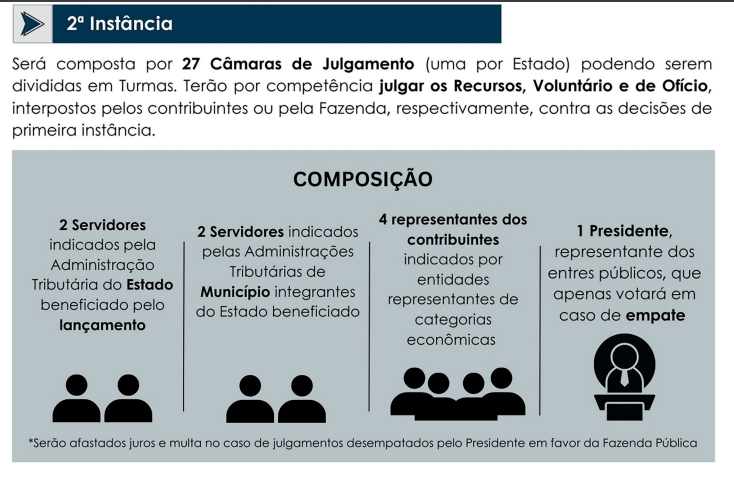 2ª Instância
Será composta por 27 Câmaras de Julgamento (uma por Estado) podendo serem
divididas em Turmas. Terão por competência julgar os Recursos, Voluntário e de Ofício,
interpostos pelos contribuintes ou pela Fazenda, respectivamente, contra as decisões de
primeira instância.
COMPOSIÇÃO
2 Servidores
indicados pela
Administração
Tributária do Estado
beneficiado pelo
lançamento
2 Servidores indicados
pelas Administrações
Tributárias de
Município integrantes
do Estado beneficiado
4 representantes dos
contribuintes
indicados por
entidades
representantes de
categorias
econômicas
1 Presidente,
representante dos
entres públicos, que
apenas votará em
caso de empate
*Serão afastados juros e multa no caso de julgamentos desempatados pelo Presidente em favor da Fazenda Pública